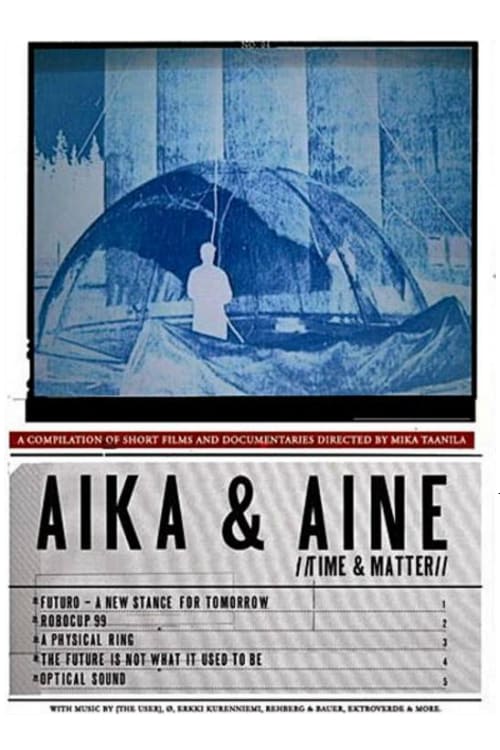 NO. 01
A COMPILATION OF SHORT FILMS AND DOCUMENTARIES DIRECTED BY MIKA TAANILA
AIKA & AINE
//TIME & MATTER//
*FUTURO – A NEW STANCE FOR TOMORROW 1
*ROBOCUP 99 2
*A PHYSICAL RING 3
*THE FUTURE IS NOT WHAT IT USED TO BE 4
*OPTICAL SOUND 5
WITH MUSIC BY [THE USER], Ø, ERKKI KURENNIEMI, REHBERG & BAUER, EKTROVERDE & MORE.